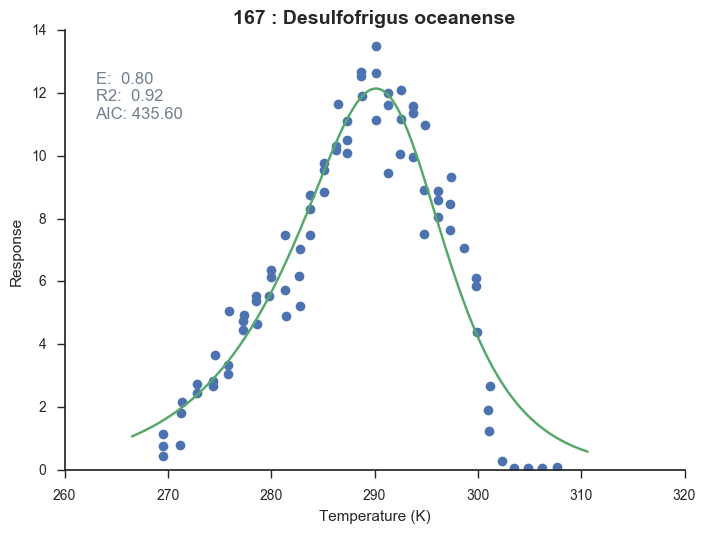 167 : Desulfofrigus oceanense
E:  0.80
R2:  0.92
AIC: 435.60
14
12
10
8
6
4
2
0
Response
260
270
280
290
300
310
320
Temperature (K)